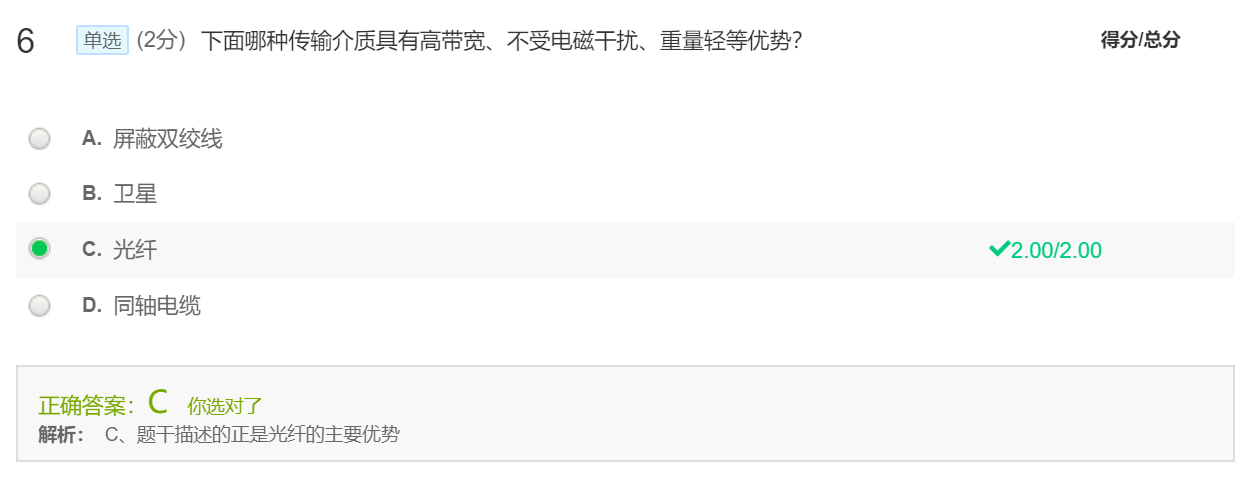 6 单选 (2分) 下面哪种传输介质具有高带宽、不受电磁干扰、重量轻等优势? 得分/总分
A. 屏蔽双绞线
B. 卫星
C. 光纤 2.00/2.00
D. 同轴电缆
正确答案：C 你选对了
解析： C、题干描述的正是光纤的主要优势